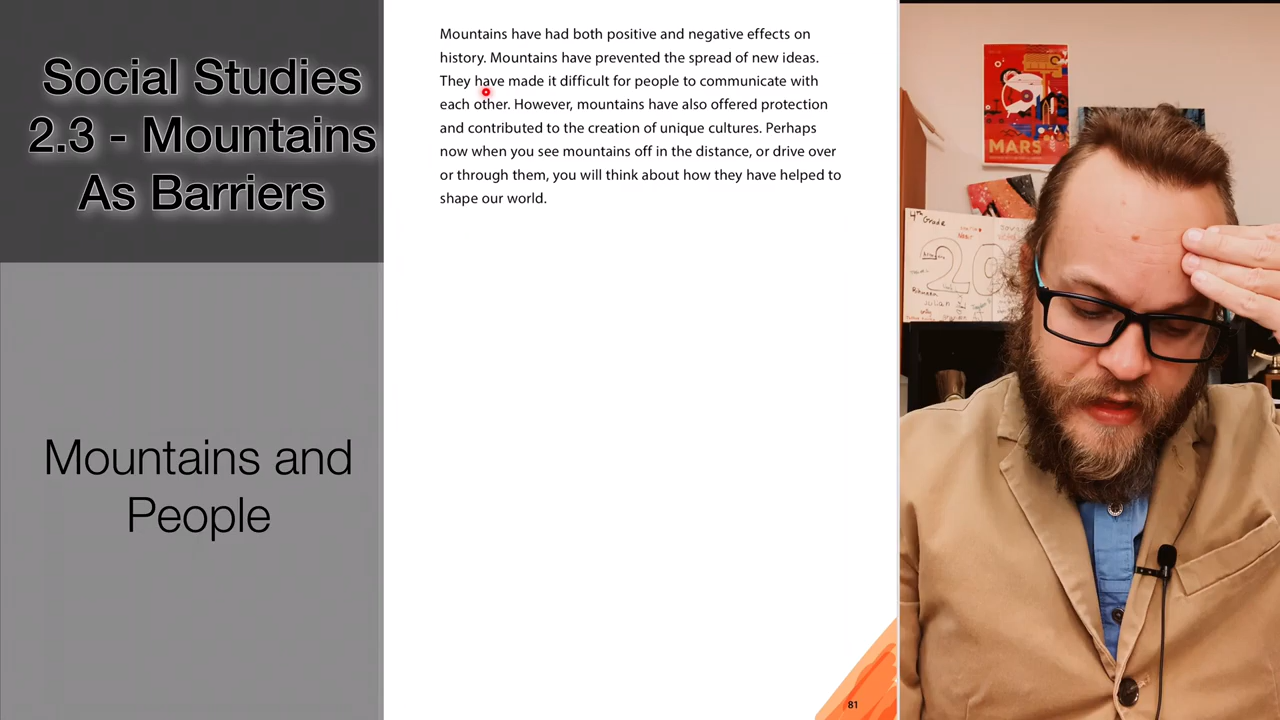 Social Studies
2.3 - Mountains
As Barriers
Mountains and
People
Mountains have had both positive and negative effects on
history. Mountains have prevented the spread of new ideas.
They have made it difficult for people to communicate with
each other. However, mountains have also offered protection
and contributed to the creation of unique cultures. Perhaps
now when you see mountains off in the distance, or drive over
or through them, you will think about how they have helped to
shape our world.
81
MARS
4th Grade
20